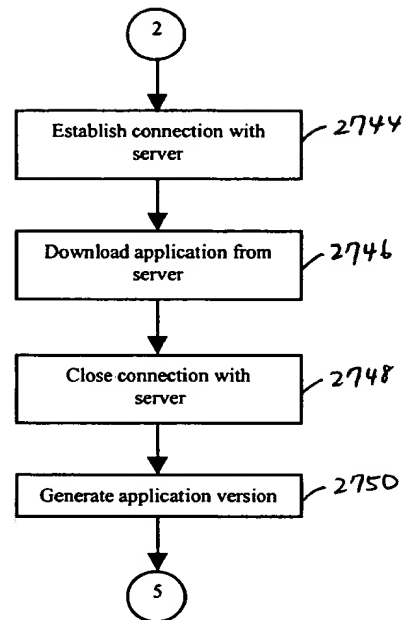 2
Establish connection with
server
2744
Download application from
server
2746
Close connection with
server
2748
Generate application version
2750
5